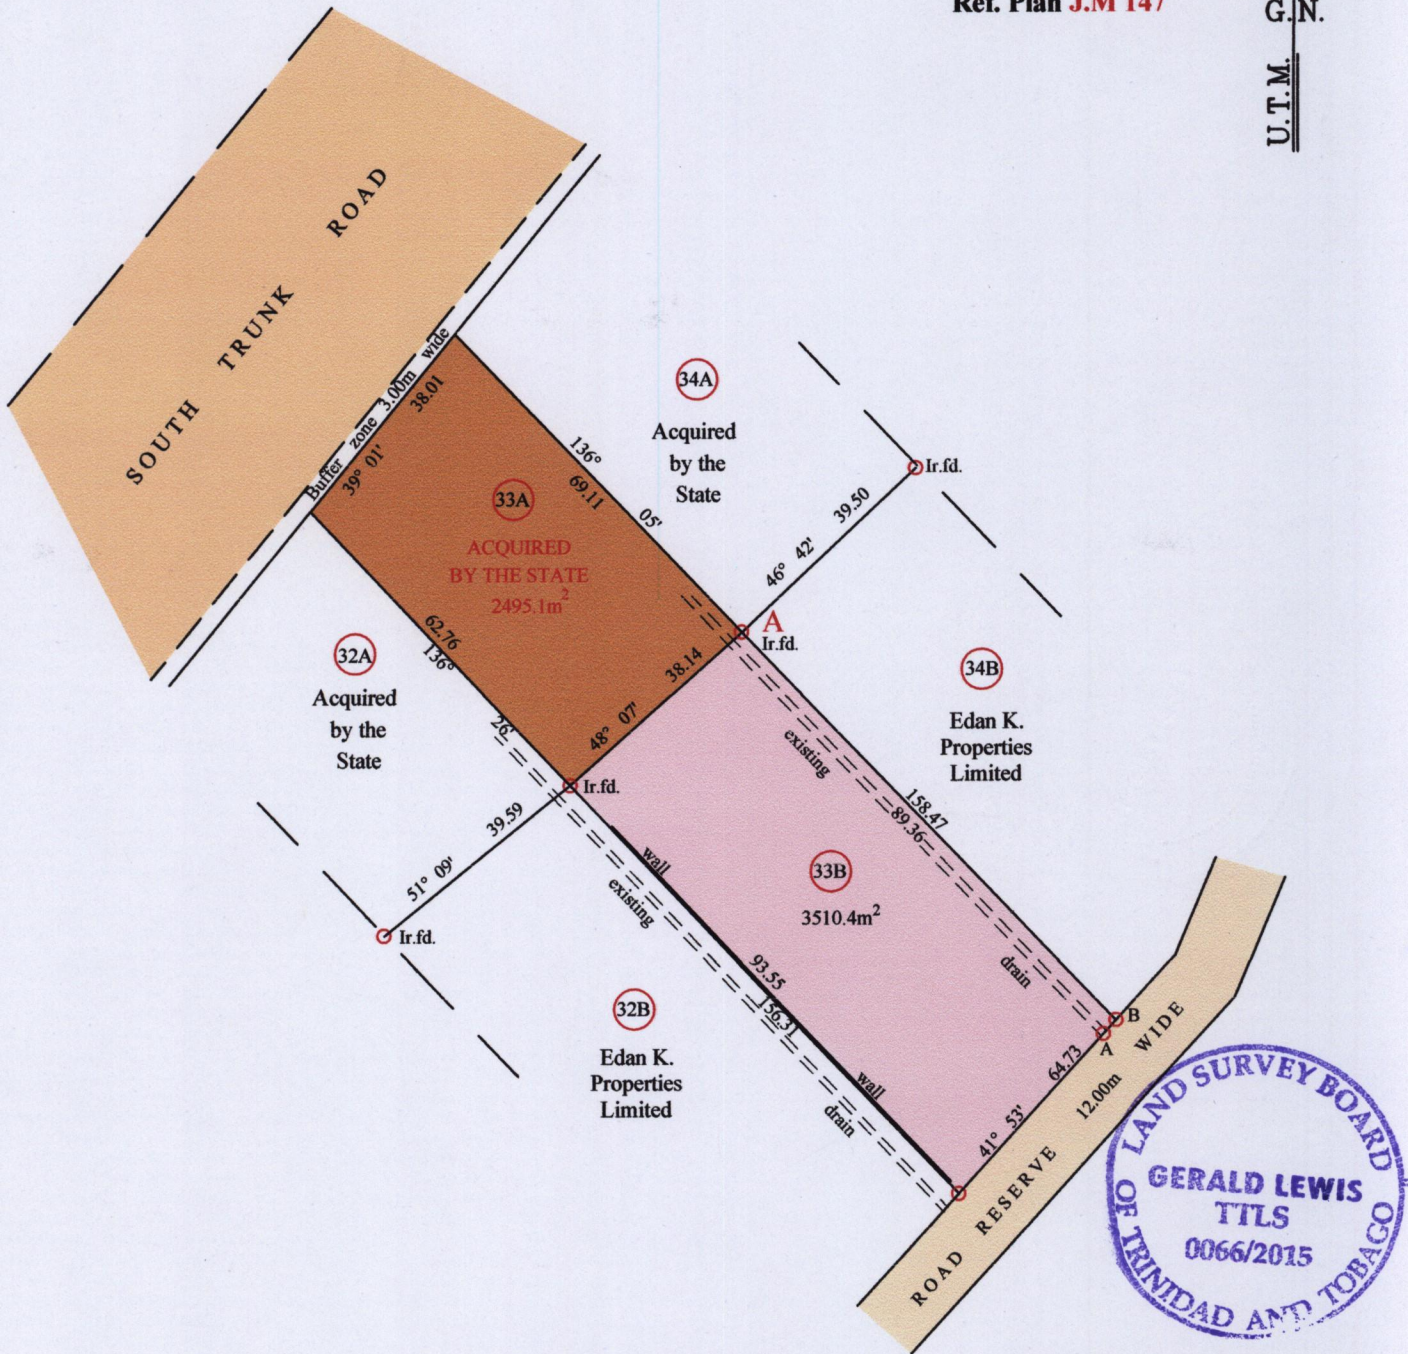 Ref. Plan J.M 147
G.N.
U.T.M.
SOUTH TRUNK ROAD
Buffer zone 3.00m wide
39° 01'
38.01
33A
ACQUIRED
BY THE STATE
2495.1m²
136° 05'
69.11
34A
Acquired
by the
State
Ir.fd.
46° 42'
39.50
A
Ir.fd.
62.76
136° 26'
32A
Acquired
by the
State
48° 07'
38.14
Ir.fd.
34B
Edan K.
Properties
Limited
existing
drain
158.47
89.36
51° 09'
39.59
Ir.fd.
wall
existing
33B
3510.4m²
93.55
156.31
wall
drain
32B
Edan K.
Properties
Limited
B
A
41° 53'
64.73
ROAD RESERVE 12.00m WIDE
LAND SURVEY BOARD
OF TRINIDAD AND TOBAGO
GERALD LEWIS
TTLS
0066/2015